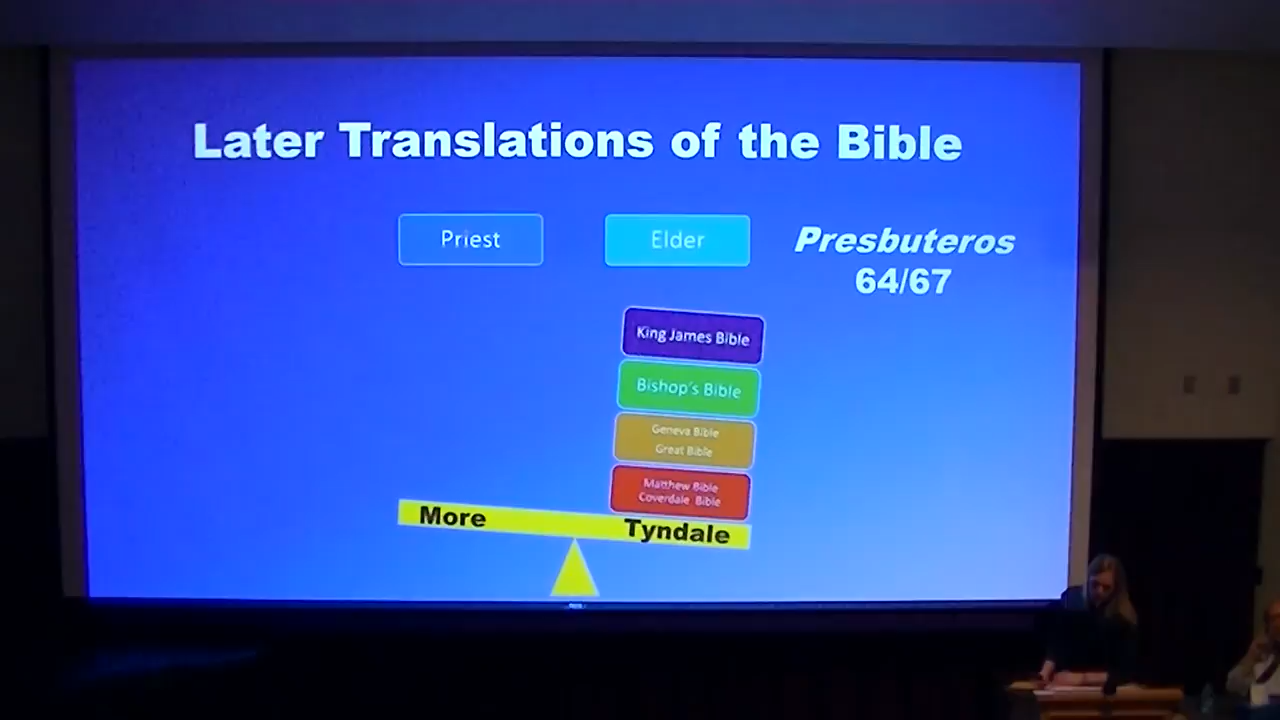 Later Translations of the Bible
Priest
Elder
Presbuteros
64/67
King James Bible
Bishop's Bible
Geneva Bible
Great Bible
Matthew Bible
Coverdale Bible
More
Tyndale